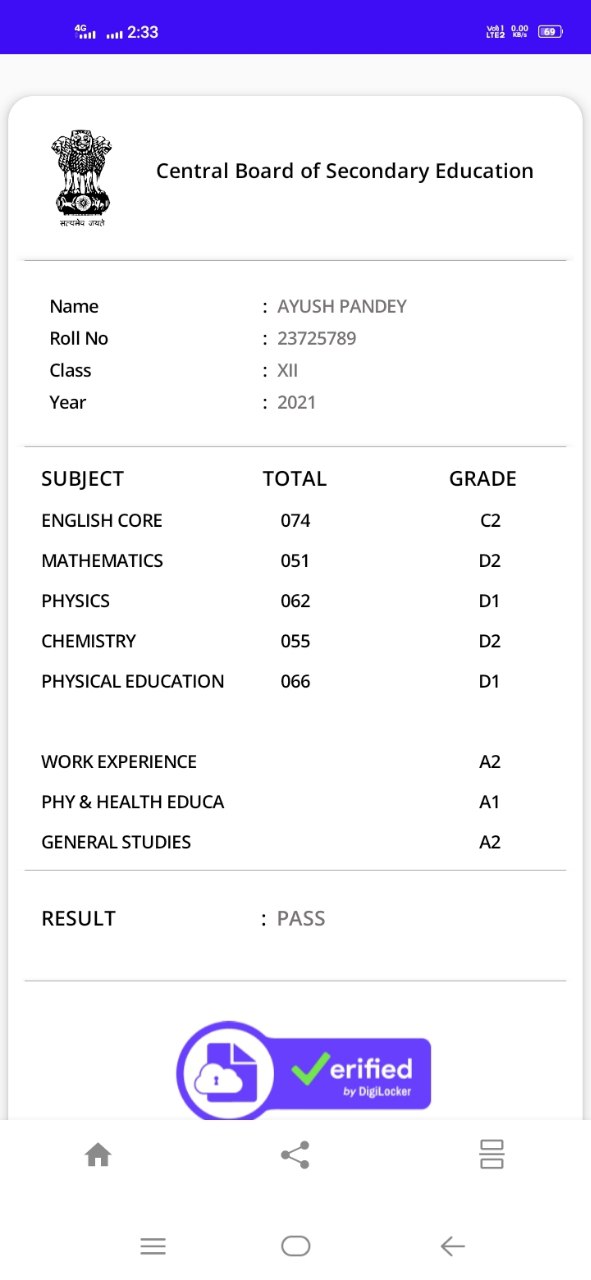 4G 2:33 VoIP LTE2 0.00 KB/s 69
Central Board of Secondary Education
सत्यमेव जयते
Name : AYUSH PANDEY
Roll No : 23725789
Class : XII
Year : 2021
SUBJECT TOTAL GRADE
ENGLISH CORE 074 C2
MATHEMATICS 051 D2
PHYSICS 062 D1
CHEMISTRY 055 D2
PHYSICAL EDUCATION 066 D1
WORK EXPERIENCE A2
PHY & HEALTH EDUCA A1
GENERAL STUDIES A2
RESULT : PASS
erified
by DigiLocker